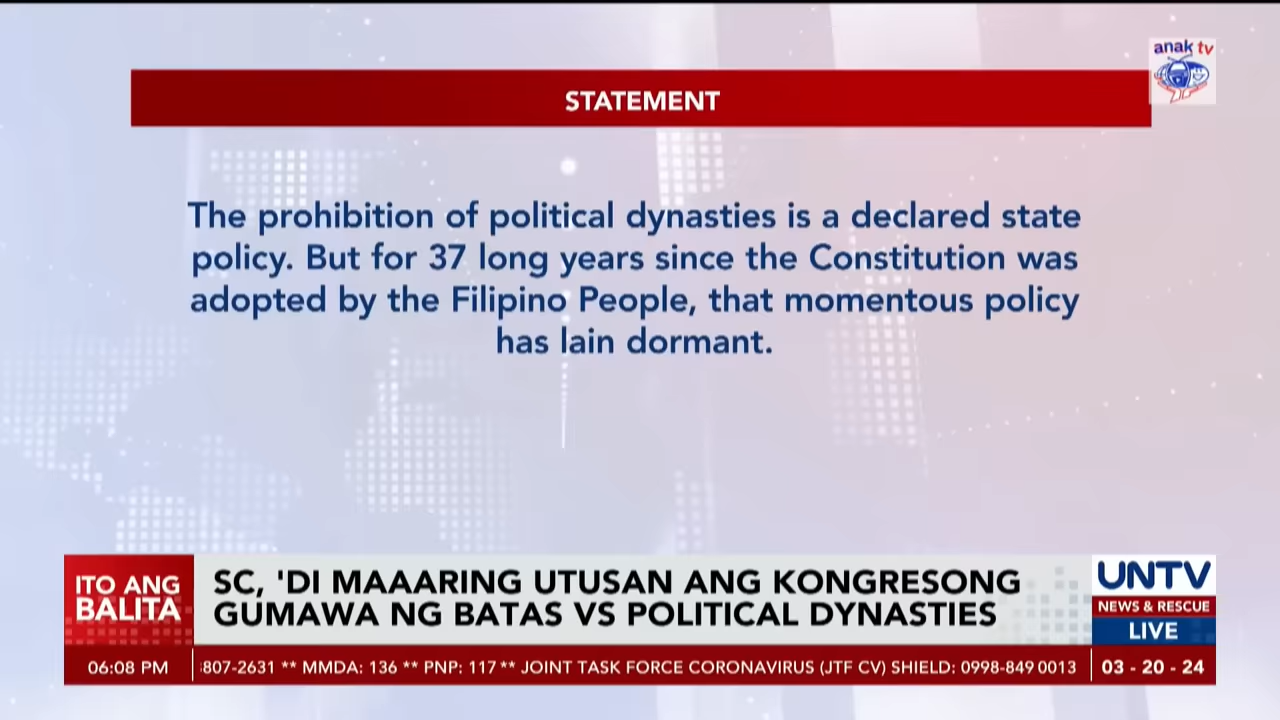 anak tv
STATEMENT
The prohibition of political dynasties is a declared state
policy. But for 37 long years since the Constitution was
adopted by the Filipino People, that momentous policy
has lain dormant.
ITO ANG
BALITA
SC, 'DI MAAARING UTUSAN ANG KONGRESONG
GUMAWA NG BATAS VS POLITICAL DYNASTIES
UNTV
NEWS & RESCUE
LIVE
06:08 PM
807-2631 ** MMDA: 136 ** PNP: 117 ** JOINT TASK FORCE CORONAVIRUS (JTF CV) SHIELD: 0998-849 0013
03 - 20 - 24